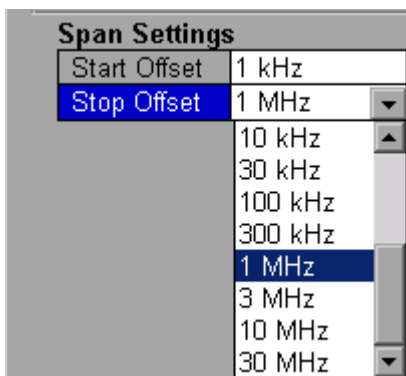 Span Settings
Start Offset 1 kHz
Stop Offset 1 MHz
10 kHz
30 kHz
100 kHz
300 kHz
1 MHz
3 MHz
10 MHz
30 MHz